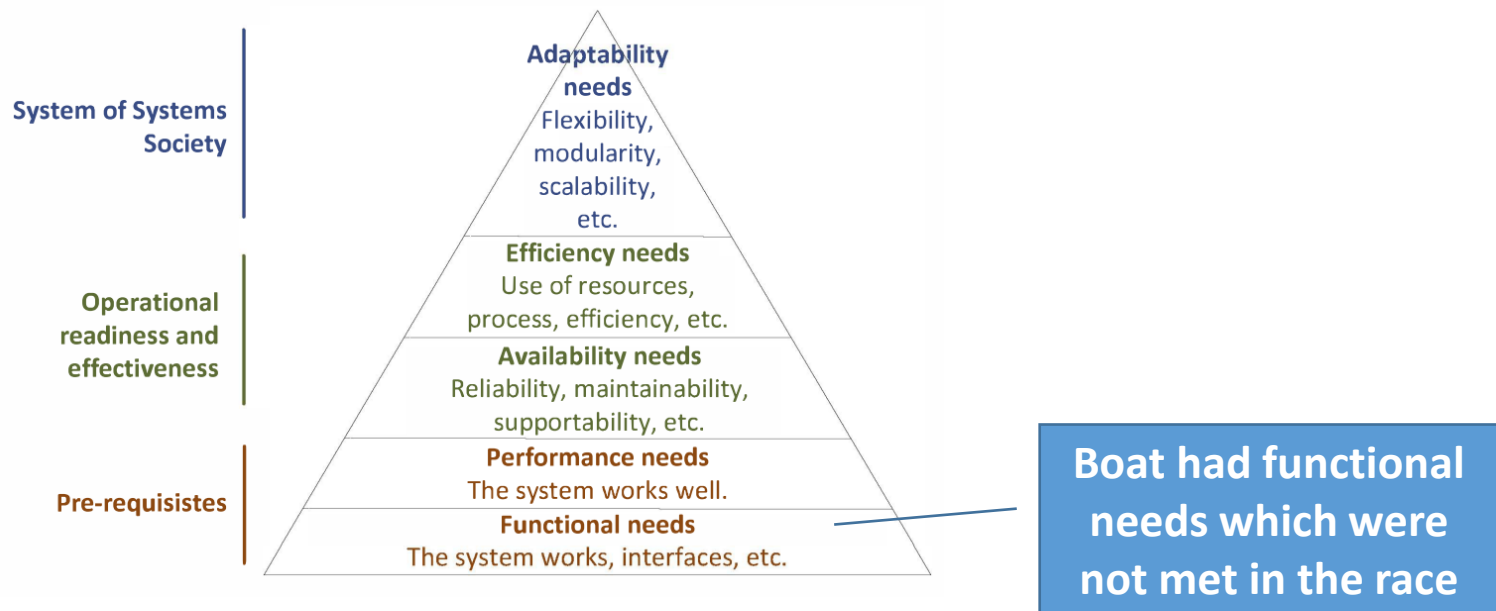 System of Systems
Society
Adaptability
needs
Flexibility,
modularity,
scalability,
etc.
Operational
readiness and
effectiveness
Efficiency needs
Use of resources,
process, efficiency, etc.
Availability needs
Reliability, maintainability,
supportability, etc.
Pre-requisistes
Performance needs
The system works well.
Functional needs
The system works, interfaces, etc.
Boat had functional
needs which were
not met in the race